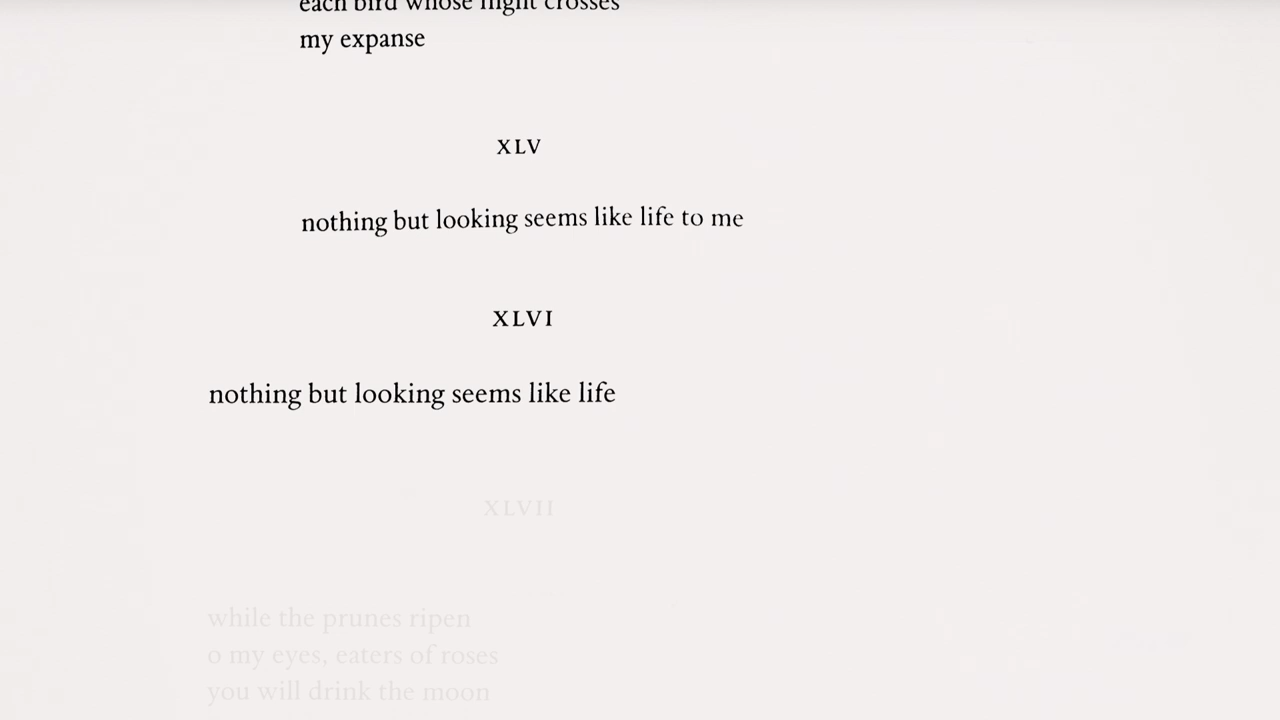 each bird whose flight crosses
my expanse
XLV
nothing but looking seems like life to me
XLVI
nothing but looking seems like life
XLVII
while the prunes ripen
o my eyes, eaters of roses
you will drink the moon